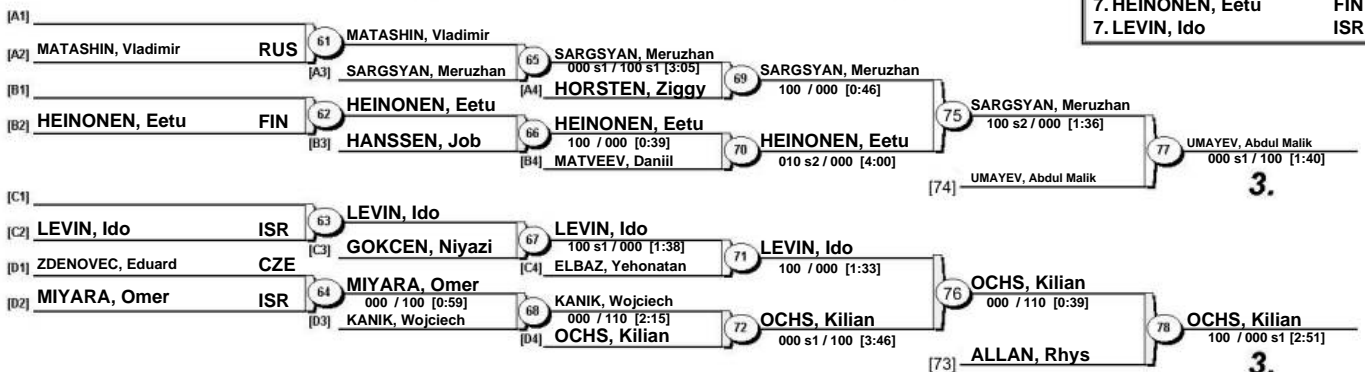 7. HEINONEN, Eetu FIN
7. LEVIN, Ido ISR
[A1]
[A2] MATASHIN, Vladimir RUS
61
MATASHIN, Vladimir
[A3] SARGSYAN, Meruzhan
65
SARGSYAN, Meruzhan
000 s1 / 100 s1 [3:05]
[A4] HORSTEN, Ziggy
69
SARGSYAN, Meruzhan
100 / 000 [0:46]
[B1]
[B2] HEINONEN, Eetu FIN
62
HEINONEN, Eetu
[B3] HANSSEN, Job
66
HEINONEN, Eetu
100 / 000 [0:39]
[B4] MATVEEV, Daniil
70
HEINONEN, Eetu
010 s2 / 000 [4:00]
75
SARGSYAN, Meruzhan
100 s2 / 000 [1:36]
[74] UMAYEV, Abdul Malik
77
UMAYEV, Abdul Malik
000 s1 / 100 [1:40]
3.
[C1]
[C2] LEVIN, Ido ISR
63
LEVIN, Ido
[C3] GOKCEN, Niyazi
67
LEVIN, Ido
100 s1 / 000 [1:38]
[C4] ELBAZ, Yehonatan
71
LEVIN, Ido
100 / 000 [1:33]
[D1] ZDENOVEC, Eduard CZE
[D2] MIYARA, Omer ISR
64
MIYARA, Omer
000 / 100 [0:59]
[D3] KANIK, Wojciech
68
KANIK, Wojciech
000 / 110 [2:15]
[D4] OCHS, Kilian
72
OCHS, Kilian
000 s1 / 100 [3:46]
76
OCHS, Kilian
000 / 110 [0:39]
[73] ALLAN, Rhys
78
OCHS, Kilian
100 / 000 s1 [2:51]
3.